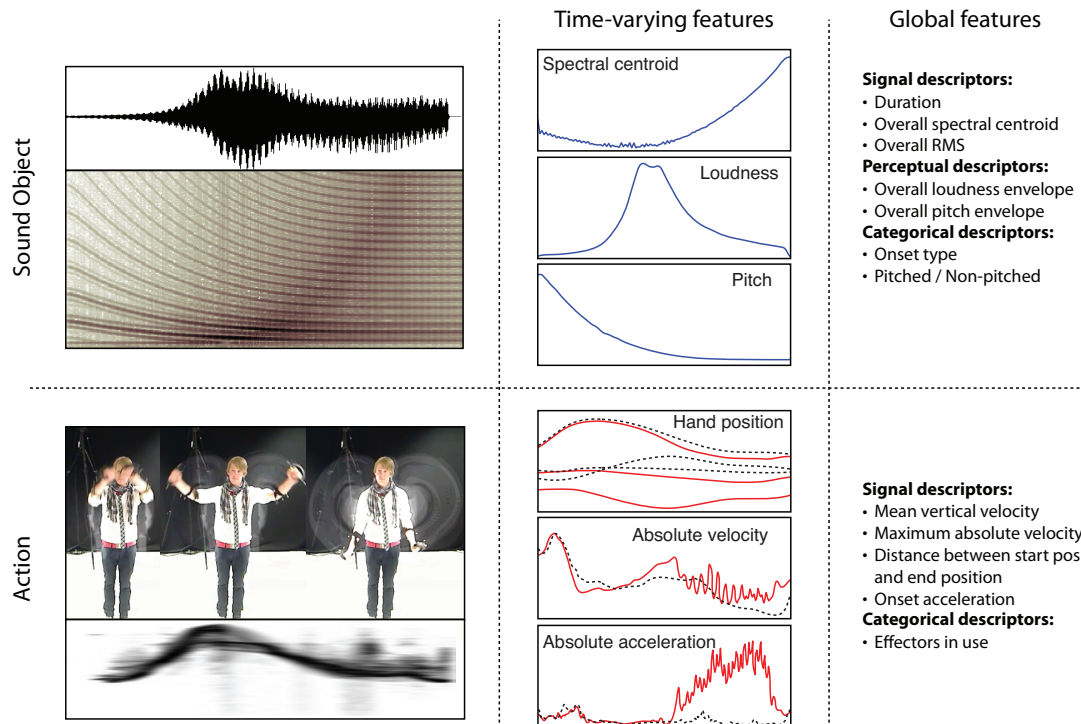 Time-varying features
Global features
Sound Object
Spectral centroid
Loudness
Pitch
Signal descriptors:
• Duration
• Overall spectral centroid
• Overall RMS
Perceptual descriptors:
• Overall loudness envelope
• Overall pitch envelope
Categorical descriptors:
• Onset type
• Pitched / Non-pitched
Action
Hand position
Absolute velocity
Absolute acceleration
Signal descriptors:
• Mean vertical velocity
• Maximum absolute velocity
• Distance between start pos
and end position
• Onset acceleration
Categorical descriptors:
• Effectors in use